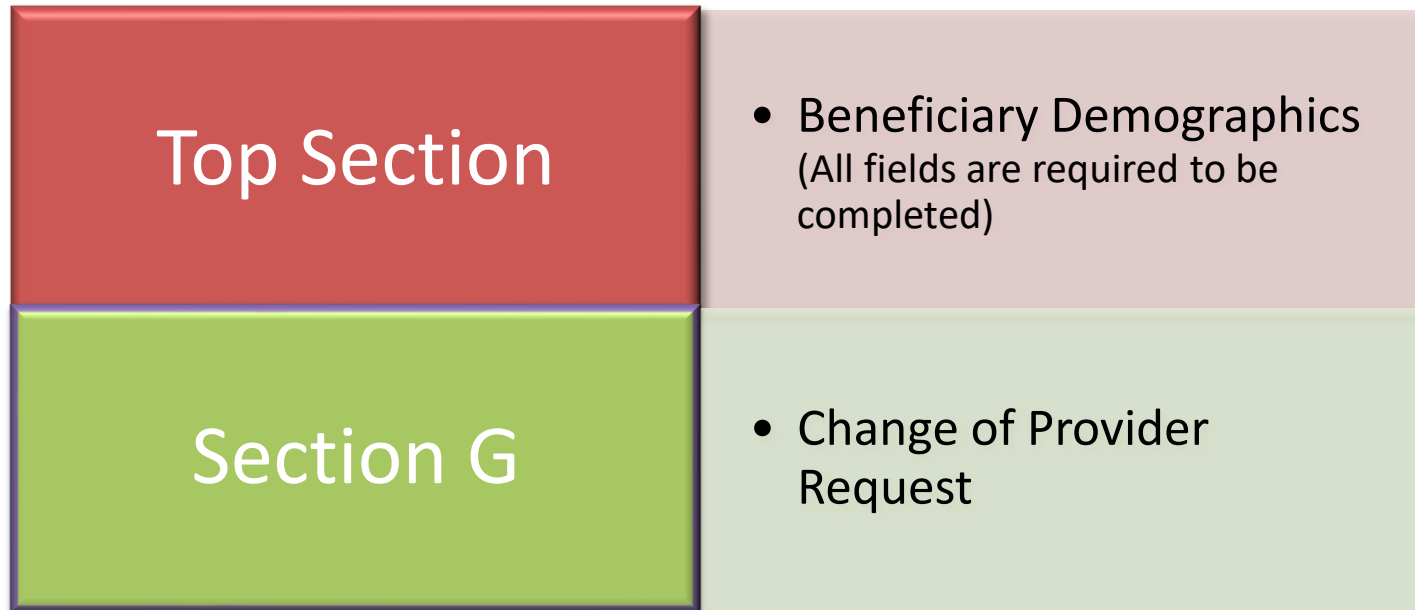 Top Section
• Beneficiary Demographics
(All fields are required to be
completed)
Section G
• Change of Provider
Request